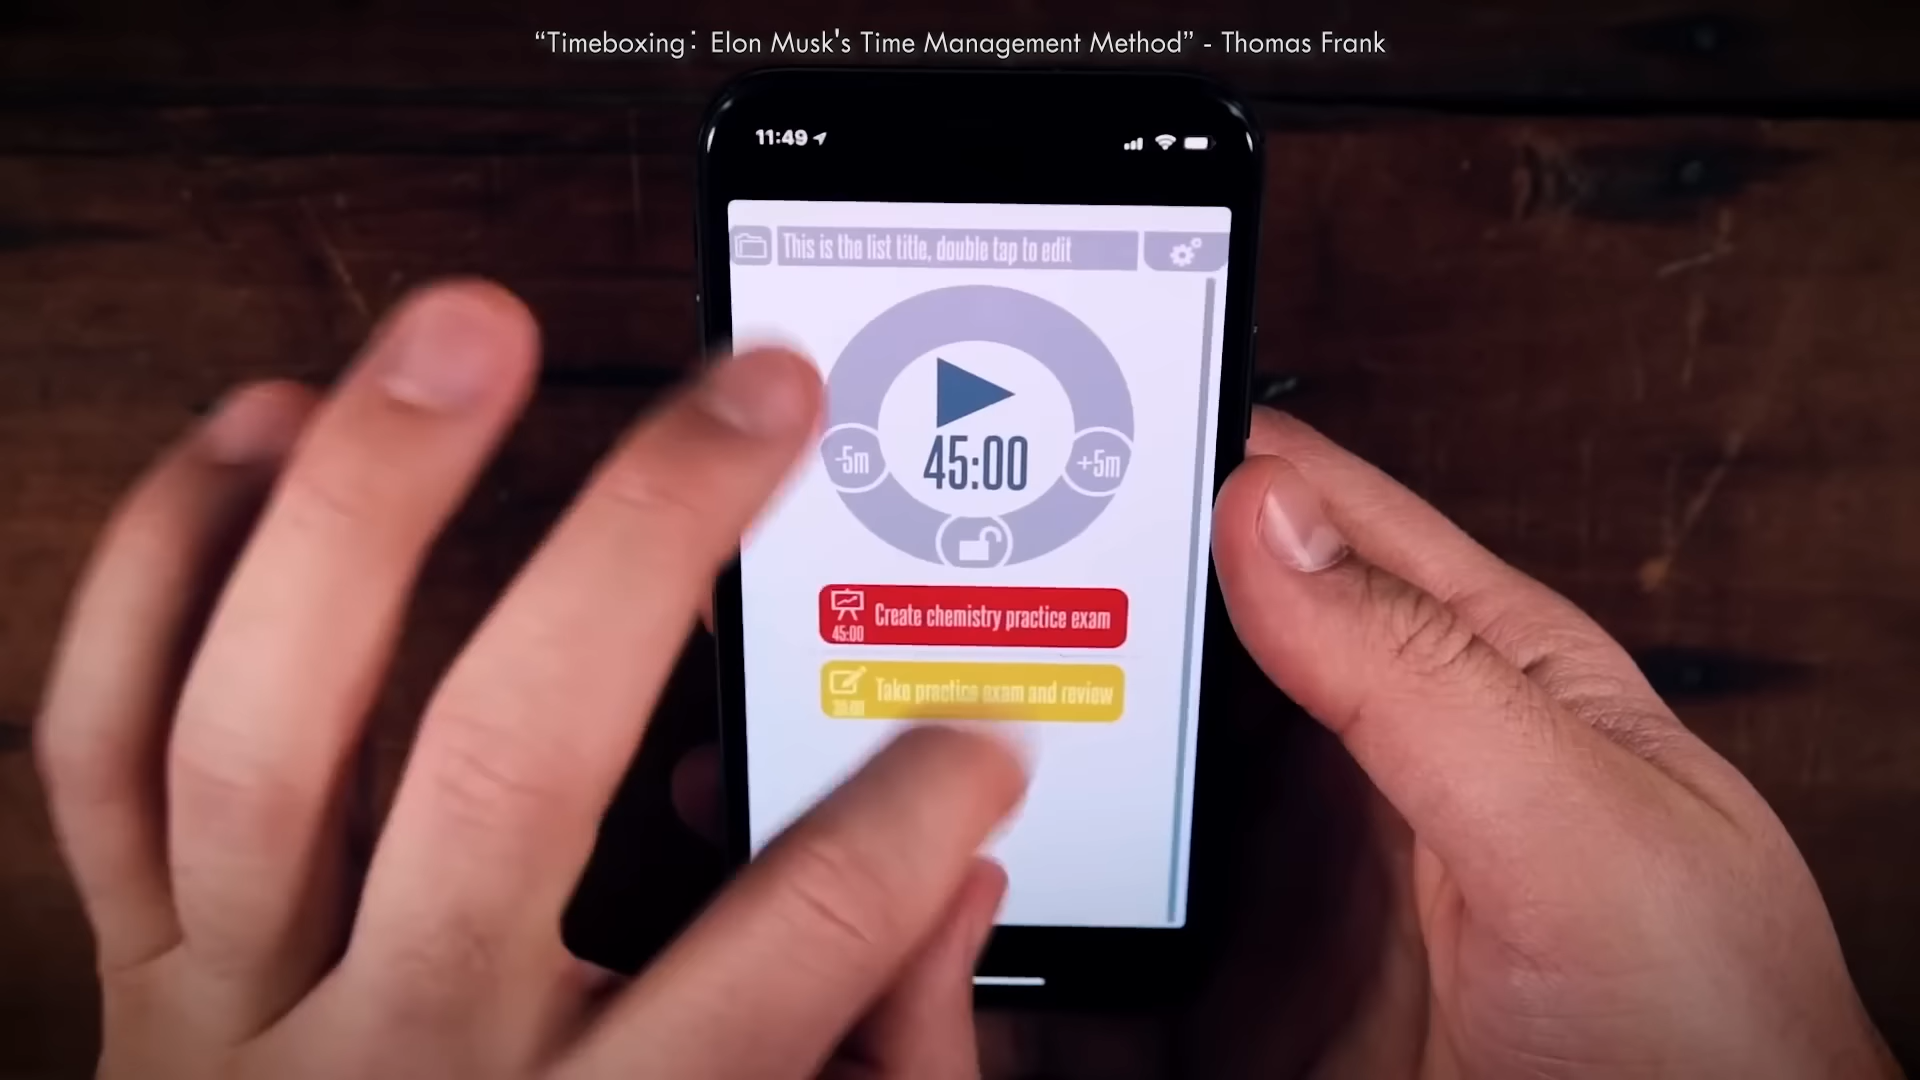 “Timeboxing: Elon Musk's Time Management Method” - Thomas Frank
11:49
This is the list title, double tap to edit
-5m
45:00
+5m
Create chemistry practice exam
45:00
Take practice exam and review